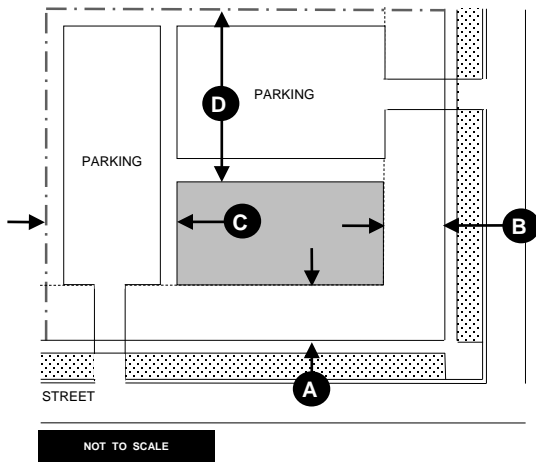 D
PARKING
PARKING
C
B
A
STREET
NOT TO SCALE